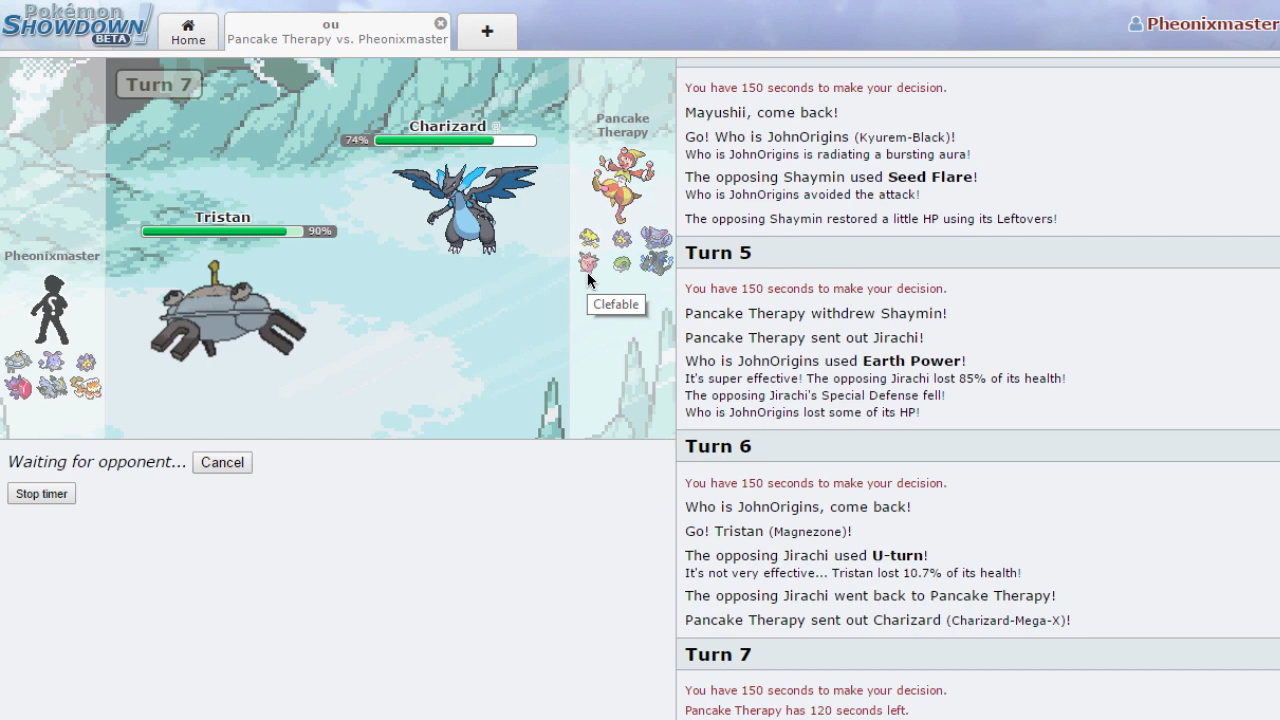 Pokémon
SHOWDOWN!
BETA
Home
ou
Pancake Therapy vs. Pheonixmaster
+
Pheonixmaster
Turn 7
Charizard
74%
Tristan
90%
Pheonixmaster
Pancake
Therapy
Clefable
Waiting for opponent... Cancel
Stop timer
You have 150 seconds to make your decision.
Mayushii, come back!
Go! Who is JohnOrigins (Kyurem-Black)!
Who is JohnOrigins is radiating a bursting aura!
The opposing Shaymin used Seed Flare!
Who is JohnOrigins avoided the attack!
The opposing Shaymin restored a little HP using its Leftovers!
Turn 5
You have 150 seconds to make your decision.
Pancake Therapy withdrew Shaymin!
Pancake Therapy sent out Jirachi!
Who is JohnOrigins used Earth Power!
It's super effective! The opposing Jirachi lost 85% of its health!
The opposing Jirachi's Special Defense fell!
Who is JohnOrigins lost some of its HP!
Turn 6
You have 150 seconds to make your decision.
Who is JohnOrigins, come back!
Go! Tristan (Magnezone)!
The opposing Jirachi used U-turn!
It's not very effective... Tristan lost 10.7% of its health!
The opposing Jirachi went back to Pancake Therapy!
Pancake Therapy sent out Charizard (Charizard-Mega-X)!
Turn 7
You have 150 seconds to make your decision.
Pancake Therapy has 120 seconds left.